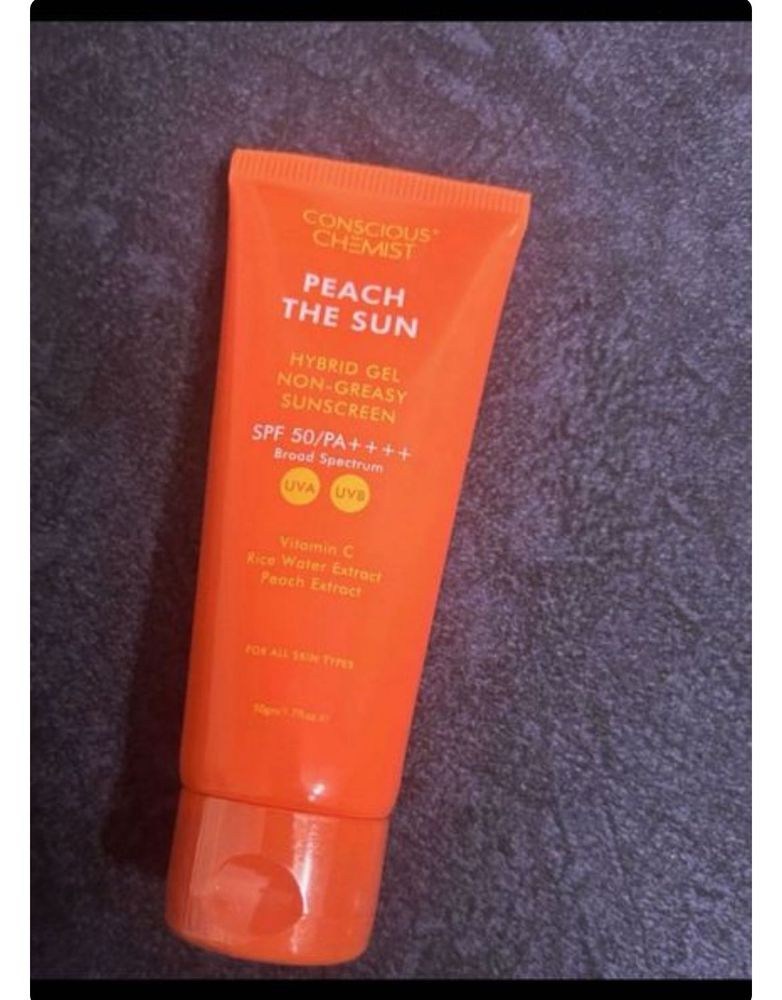 CONSCIOUS
CHEMIST
PEACH
THE SUN
HYBRID GEL
NON-GREASY
SUNSCREEN
SPF 50/PA++++
Broad Spectrum
UVA UVB
Vitamin C
Rice Water Extract
Peach Extract
FOR ALL SKIN TYPES